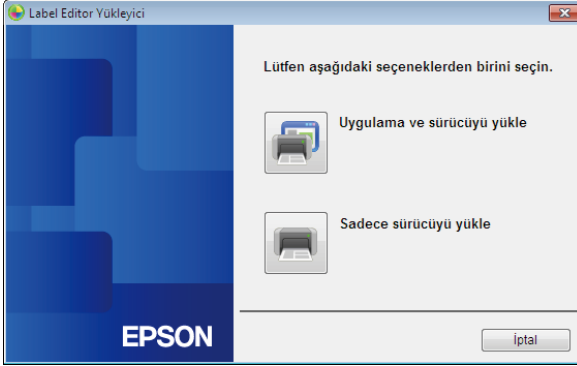 Label Editor Yükleyici
Lütfen aşağıdaki seçeneklerden birini seçin.
Uygulama ve sürücüyü yükle
Sadece sürücüyü yükle
EPSON
İptal